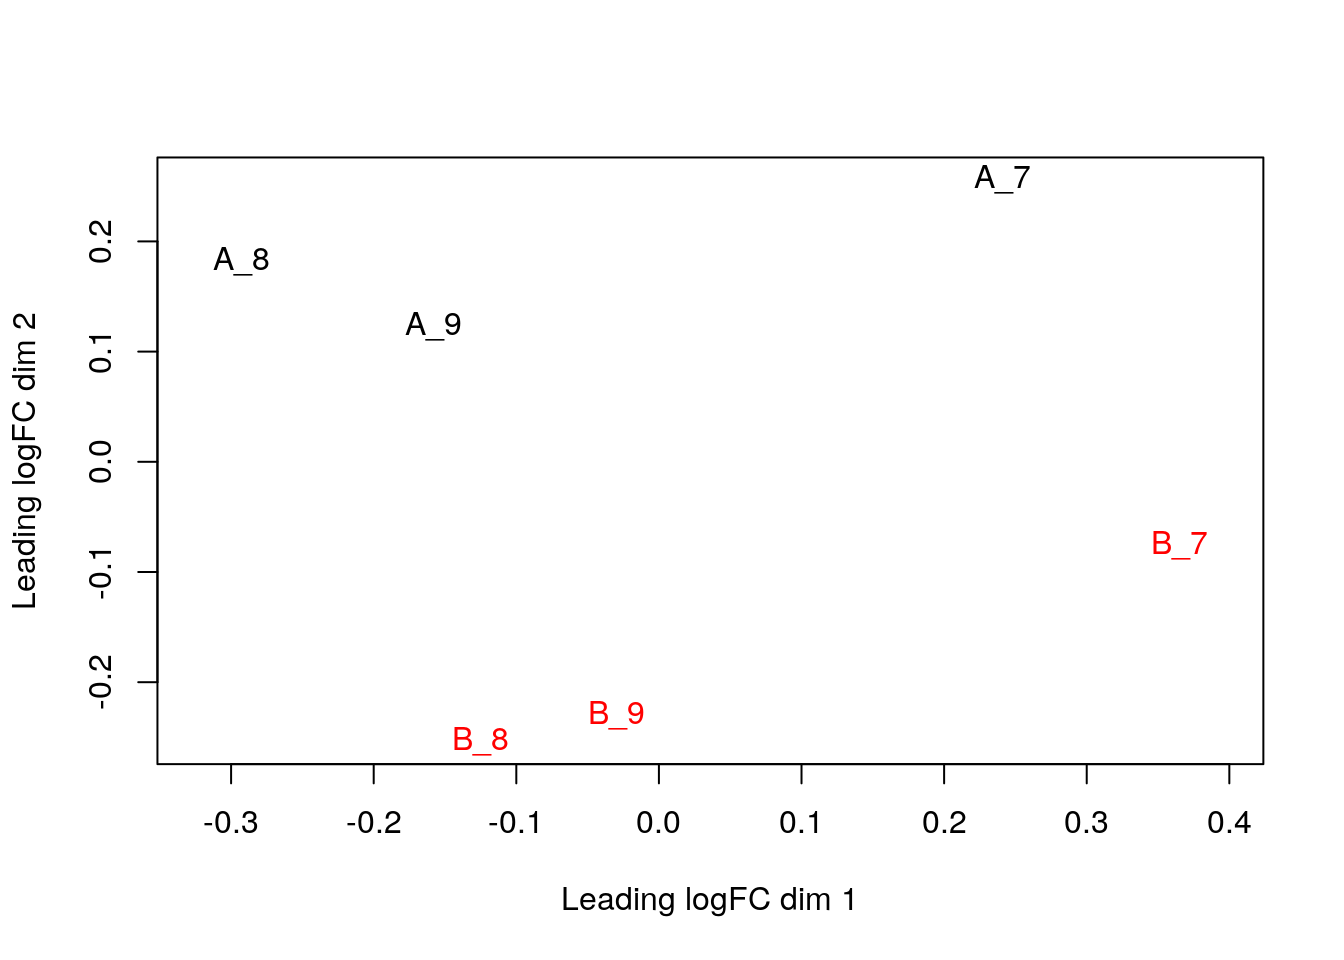 A_7
A_8
A_9
B_7
B_9
B_8
0.2
0.1
0.0
-0.1
-0.2
Leading logFC dim 2
-0.3 -0.2 -0.1 0.0 0.1 0.2 0.3 0.4
Leading logFC dim 1